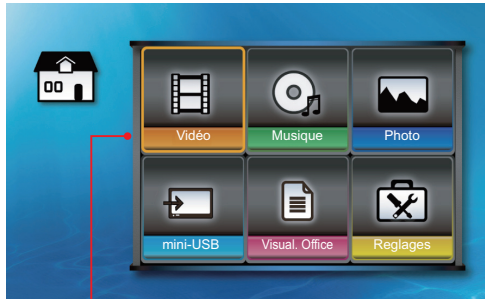 Vidéo
Musique
Photo
mini-USB
Visual. Office
Reglages